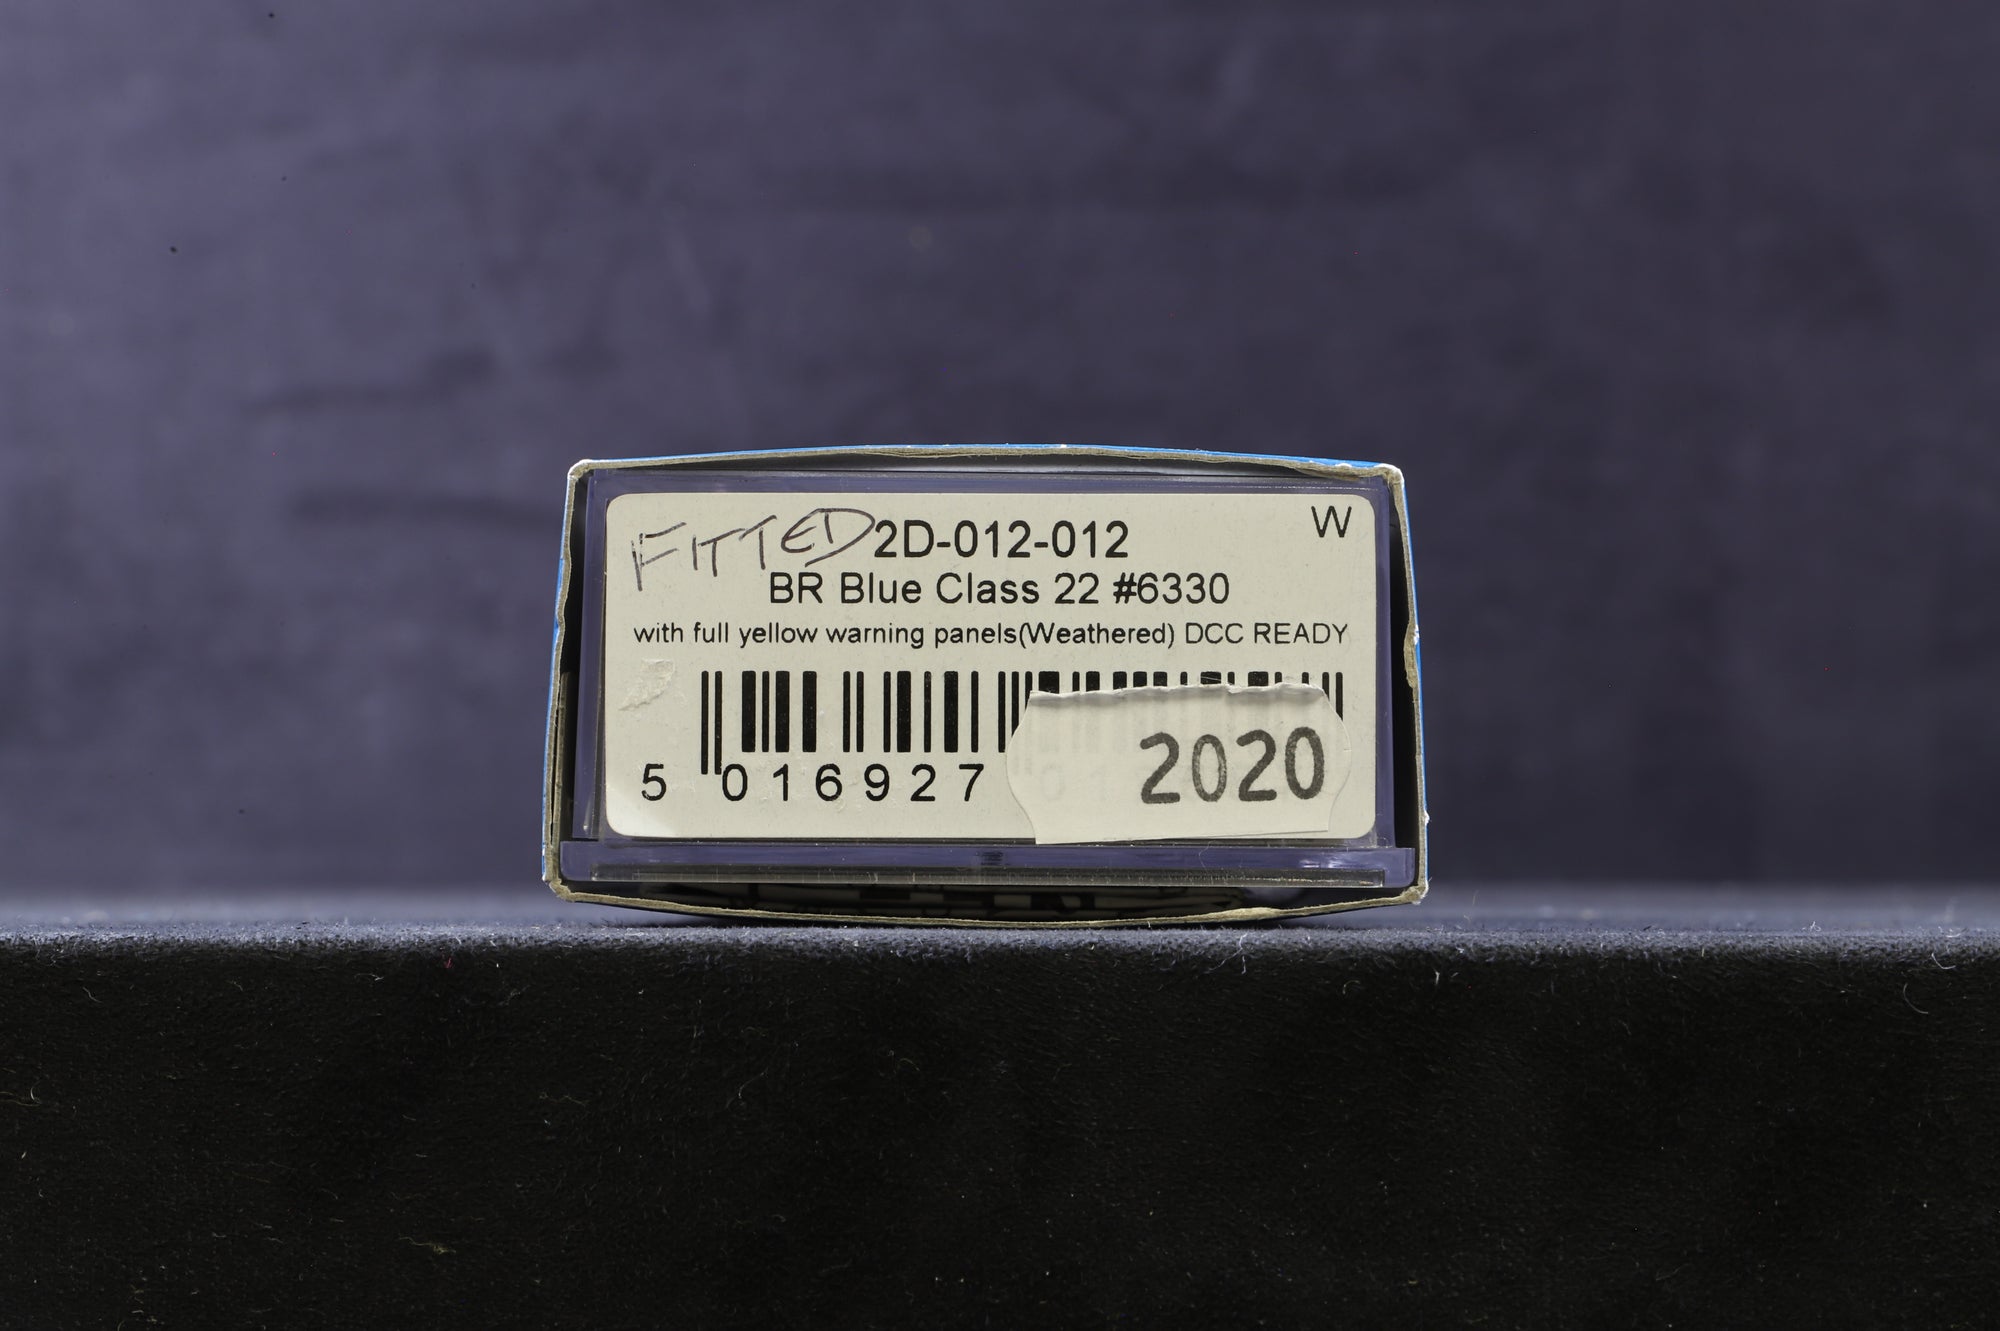 FITTED 2D-012-012 W
BR Blue Class 22 #6330
with full yellow warning panels(Weathered) DCC READY
5 016927
2020